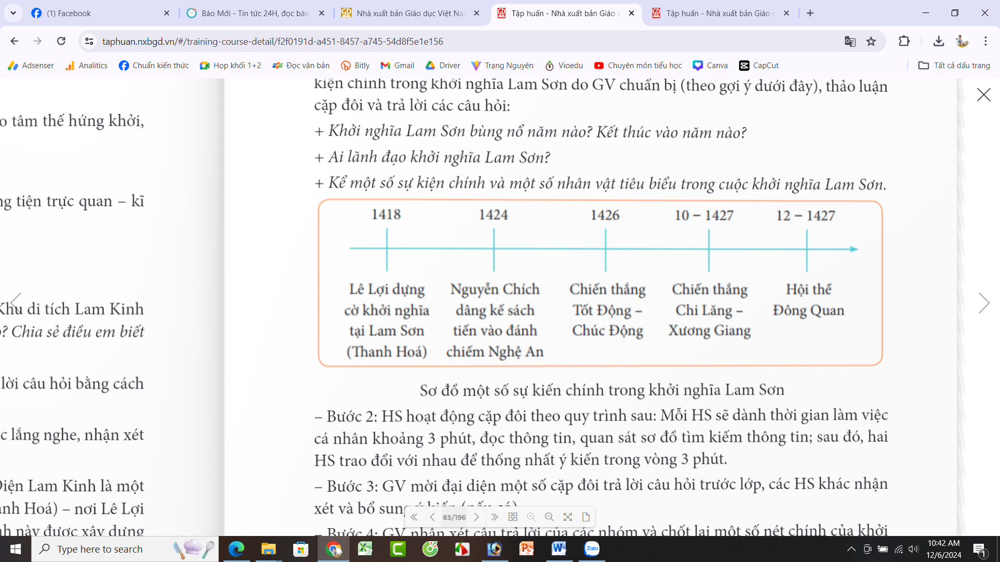 (1) Facebook
Báo Mới - Tin tức 24H, đọc báo
Nhà xuất bản Giáo dục Việt Nar
Tập huấn - Nhà xuất bản Giáo c
Tập huấn - Nhà xuất bản Giáo c
taphuan.nxbgd.vn/#/training-course-detail/f2f0191d-a451-8457-a745-54d8f5e1e156
Adsenser Analitics Chuẩn kiến thức Họp khối 1+2 Đọc văn bản Bitly Gmail Driver Trạng Nguyên Vioedu Chuyên môn tiểu học Canva CapCut Tất cả dấu trang
o tâm thế hứng khởi,
ng tiện trực quan – kĩ
Khu di tích Lam Kinh
o? Chia sẻ điều em biết
lời câu hỏi bằng cách
c lắng nghe, nhận xét
Điện Lam Kinh là một
anh Hoá) – nơi Lê Lợi
nh này được xây dựng
kiện chính trong khởi nghĩa Lam Sơn do GV chuẩn bị (theo gợi ý dưới đây), thảo luận
cặp đôi và trả lời các câu hỏi:
+ Khởi nghĩa Lam Sơn bùng nổ năm nào? Kết thúc vào năm nào?
+ Ai lãnh đạo khởi nghĩa Lam Sơn?
+ Kể một số sự kiện chính và một số nhân vật tiêu biểu trong cuộc khởi nghĩa Lam Sơn.
1418 1424 1426 10 – 1427 12 – 1427
Lê Lợi dựng
cờ khởi nghĩa
tại Lam Sơn
(Thanh Hoá)
Nguyễn Chích
dâng kế sách
tiến vào đánh
chiếm Nghệ An
Chiến thắng
Tốt Động –
Chúc Động
Chiến thắng
Chi Lăng –
Xương Giang
Hội thề
Đông Quan
Sơ đồ một số sự kiến chính trong khởi nghĩa Lam Sơn
– Bước 2: HS hoạt động cặp đôi theo quy trình sau: Mỗi HS sẽ dành thời gian làm việc
cá nhân khoảng 3 phút, đọc thông tin, quan sát sơ đồ tìm kiếm thông tin; sau đó, hai
HS trao đổi với nhau để thống nhất ý kiến trong vòng 3 phút.
– Bước 3: GV mời đại diện một số cặp đôi trả lời câu hỏi trước lớp, các HS khác nhận
xét và bổ sung ý kiến (nếu có).
– Bước 4: GV nhận xét câu trả lời của các nhóm và chốt lại một số nét chính của khởi
83/196
Type here to search
Zalo
10:42 AM
12/6/2024
1